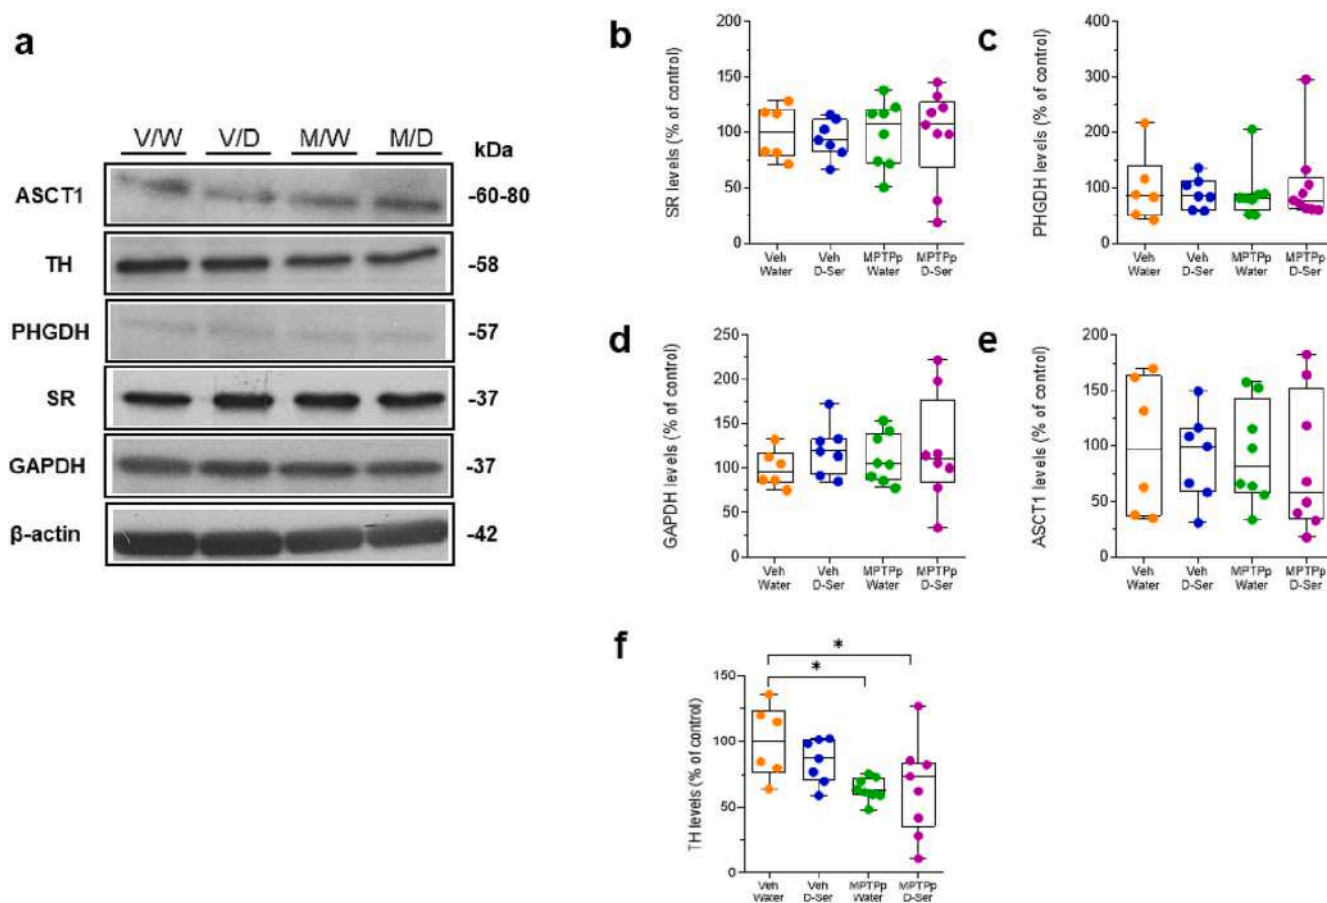 a
V/W V/D M/W M/D
kDa
ASCT1 -60-80
TH -58
PHGDH -57
SR -37
GAPDH -37
β-actin -42
b
SR levels (% of control)
200
150
100
50
0
Veh Water
Veh D-Ser
MPTPp Water
MPTPp D-Ser
c
PHGDH levels (% of control)
400
300
200
100
0
Veh Water
Veh D-Ser
MPTPp Water
MPTPp D-Ser
d
GAPDH levels (% of control)
250
200
150
100
50
0
Veh Water
Veh D-Ser
MPTPp Water
MPTPp D-Ser
e
ASCT1 levels (% of control)
200
150
100
50
0
Veh Water
Veh D-Ser
MPTPp Water
MPTPp D-Ser
f
*
*
TH levels (% of control)
150
100
50
0
Veh Water
Veh D-Ser
MPTPp Water
MPTPp D-Ser